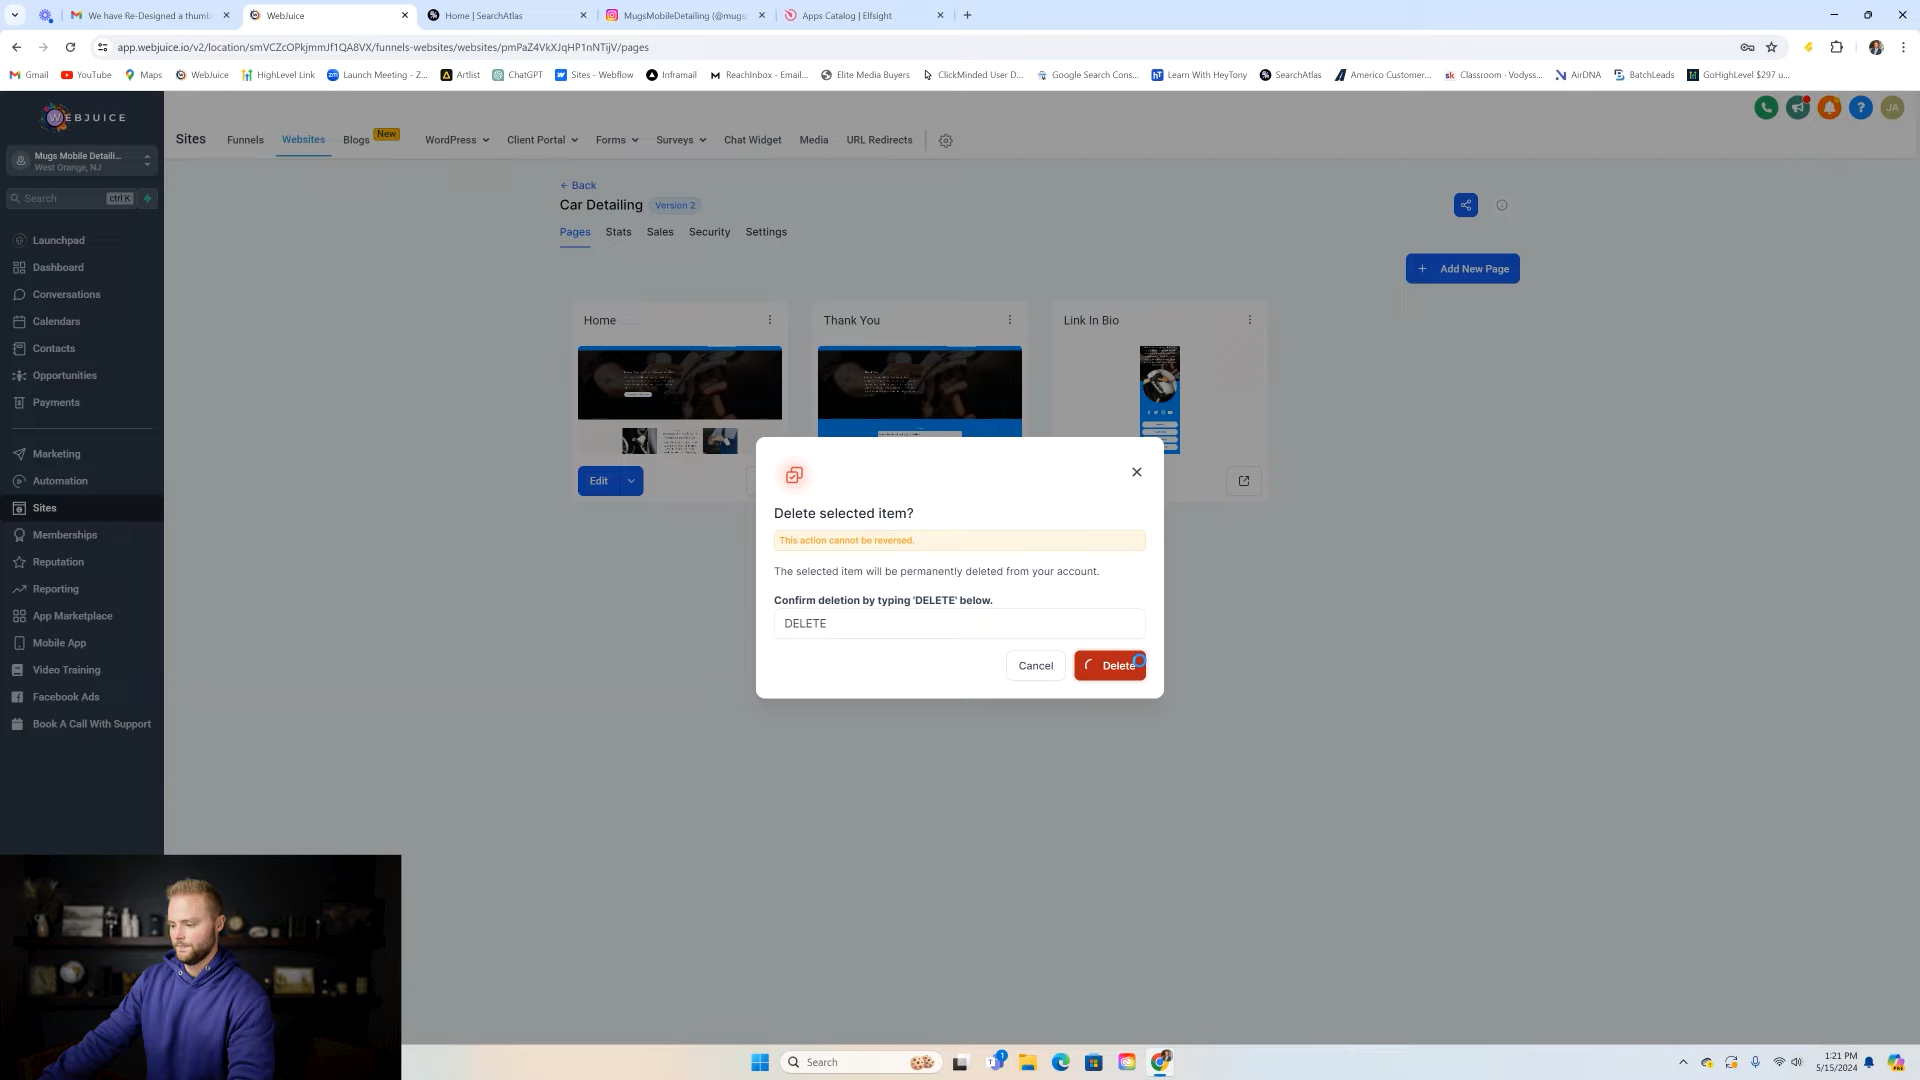 We have Re-Designed a thumb
WebJuice
Home | SearchAtlas
MugsMobileDetailing (@mugs
Apps Catalog | Elfsight
app.webjuice.io/v2/location/smVCZcOPkjmmJf1QA8VX/funnels-websites/websites/pmPaZ4VkXJqHP1nNTijV/pages
Gmail
YouTube
Maps
WebJuice
HighLevel Link
Launch Meeting - Z...
Artlist
ChatGPT
Sites - Webflow
Inframail
ReachInbox - Email...
Elite Media Buyers
ClickMinded User D...
Google Search Cons...
Learn With HeyTony
SearchAtlas
Americo Customer...
Classroom · Vodyss...
AirDNA
BatchLeads
GoHighLevel $297 u...
WEBJUICE
Mugs Mobile Detaili...
West Orange, NJ
Search
ctrl K
Launchpad
Dashboard
Conversations
Calendars
Contacts
Opportunities
Payments
Marketing
Automation
Sites
Memberships
Reputation
Reporting
App Marketplace
Mobile App
Video Training
Facebook Ads
Book A Call With Support
Sites
Funnels
Websites
Blogs
New
WordPress
Client Portal
Forms
Surveys
Chat Widget
Media
URL Redirects
JA
← Back
Car Detailing
Version 2
Pages
Stats
Sales
Security
Settings
+ Add New Page
Home
Thank You
Link In Bio
Edit
Delete selected item?
This action cannot be reversed.
The selected item will be permanently deleted from your account.
Confirm deletion by typing 'DELETE' below.
DELETE
Cancel
Delete
Search
1
1:21 PM
5/15/2024